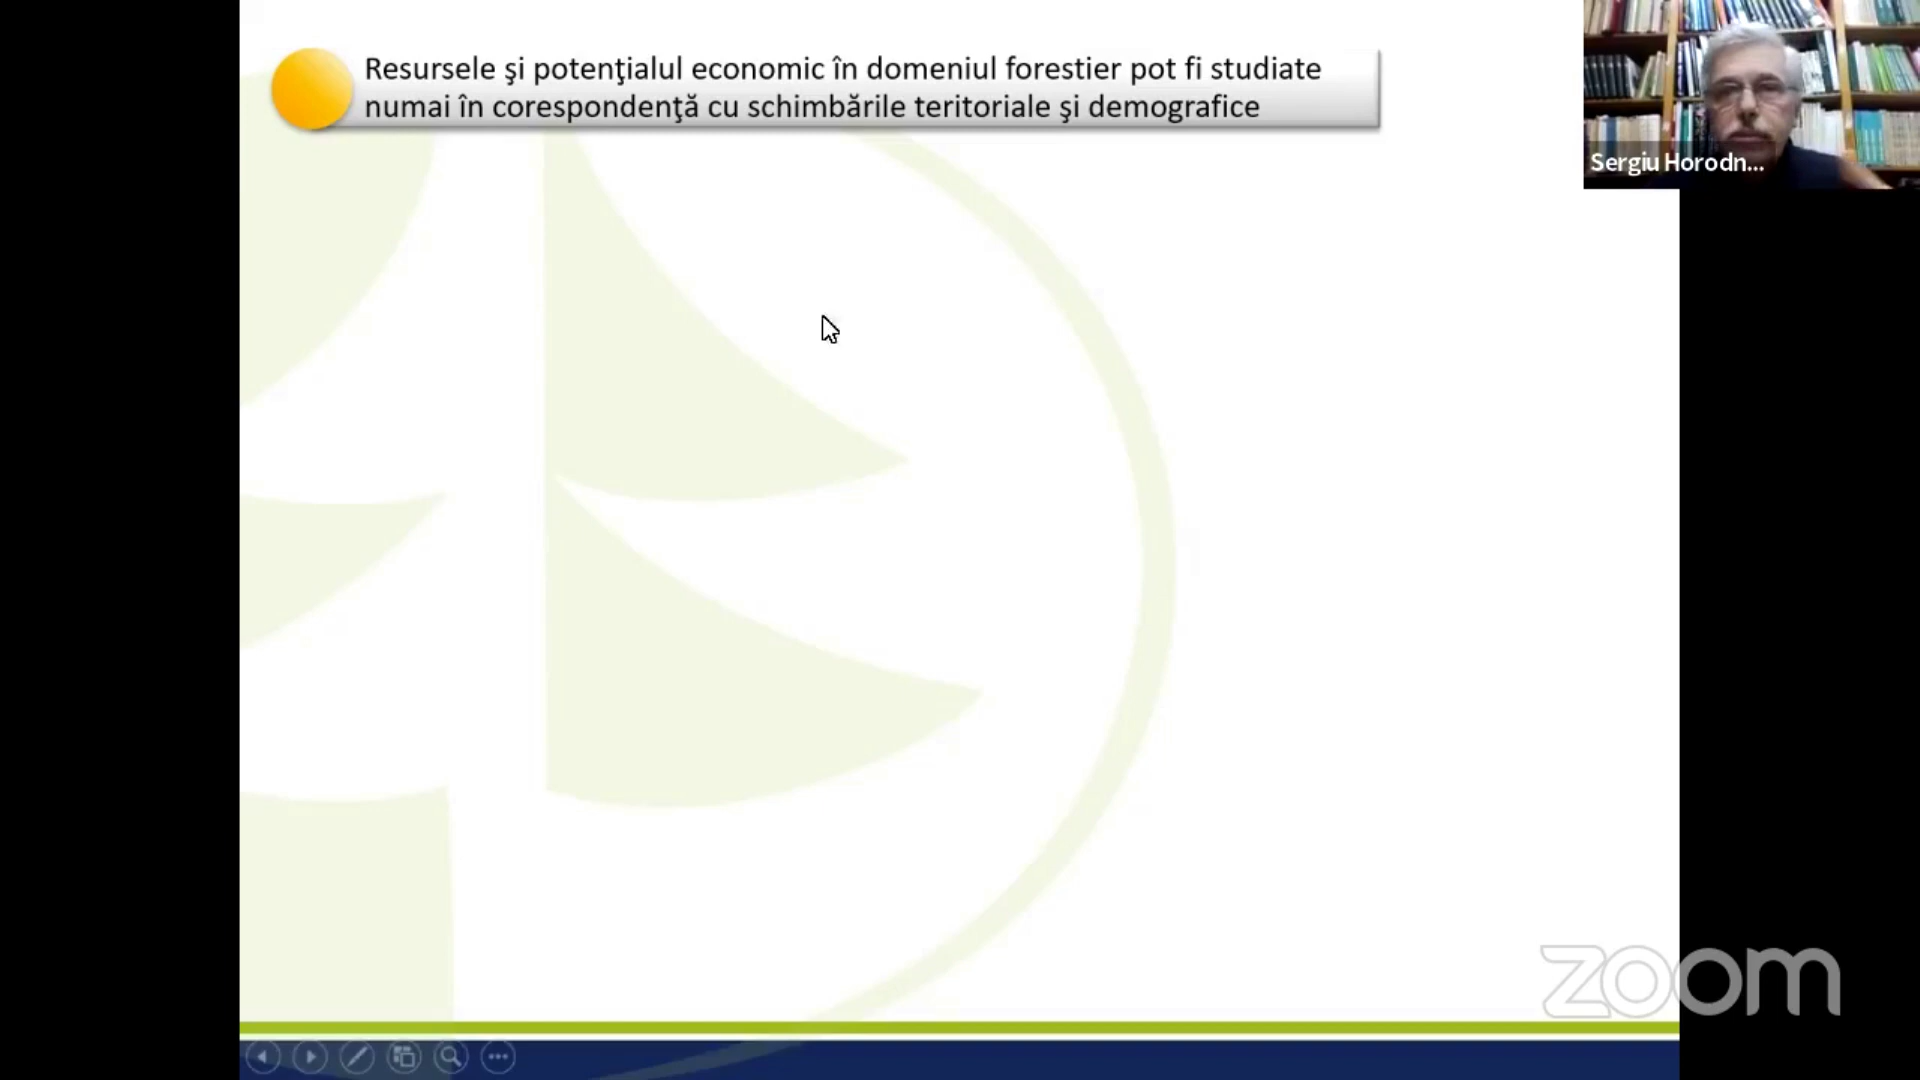 Resursele şi potenţialul economic în domeniul forestier pot fi studiate
numai în corespondenţă cu schimbările teritoriale şi demografice
Sergiu Horodn...
zoom